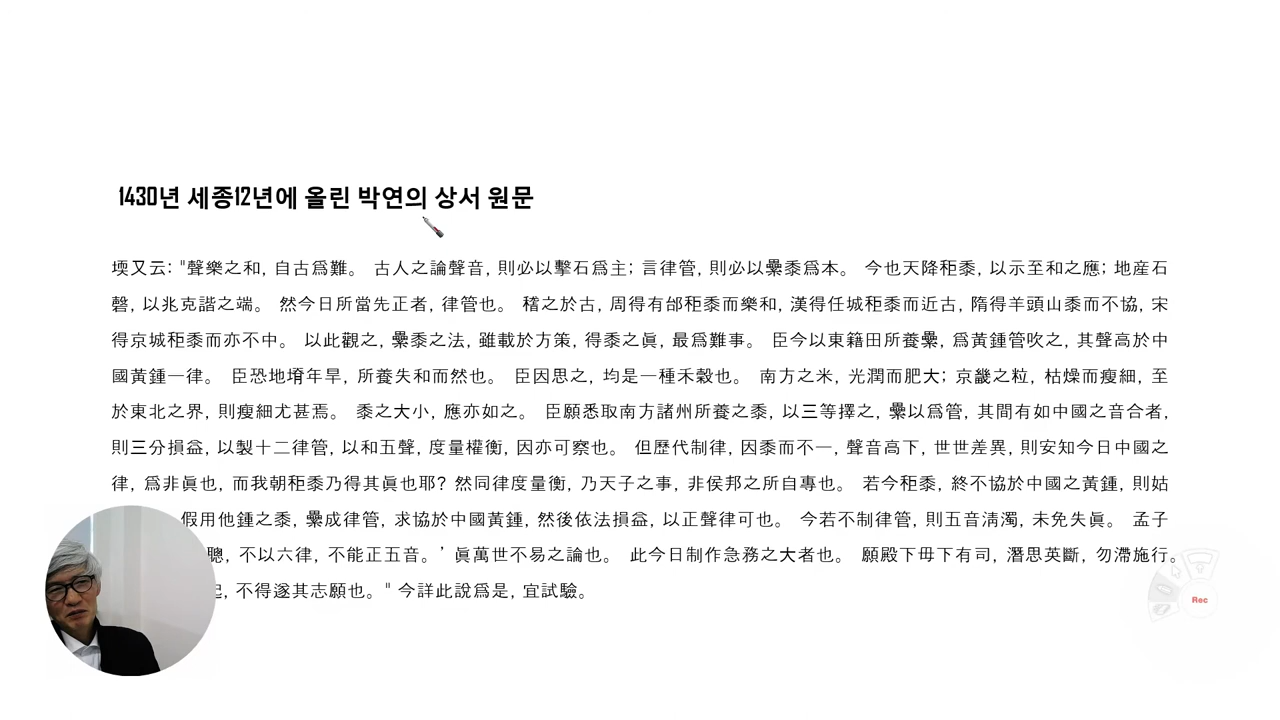 1430년 세종12년에 올린 박연의 상서 원문
堧又云: "聲樂之和, 自古爲難。 古人之論聲音, 則必以擊石爲主; 言律管, 則必以纍黍爲本。 今也天降秬黍, 以示至和之應; 地産石
磬, 以兆克諧之端。 然今日所當先正者, 律管也。 稽之於古, 周得有邰秬黍而樂和, 漢得任城秬黍而近古, 隋得羊頭山黍而不協, 宋
得京城秬黍而亦不中。 以此觀之, 纍黍之法, 雖載於方策, 得黍之眞, 最爲難事。 臣今以東籍田所養纍, 爲黃鍾管吹之, 其聲高於中
國黃鍾一律。 臣恐地塉年旱, 所養失和而然也。 臣因思之, 均是一種禾穀也。 南方之米, 光潤而肥大; 京畿之粒, 枯燥而瘦細, 至
於東北之界, 則瘦細尤甚焉。 黍之大小, 應亦如之。 臣願悉取南方諸州所養之黍, 以三等擇之, 纍以爲管, 其間有如中國之音合者,
則三分損益, 以製十二律管, 以和五聲, 度量權衡, 因亦可察也。 但歷代制律, 因黍而不一, 聲音高下, 世世差異, 則安知今日中國之
律, 爲非眞也, 而我朝秬黍乃得其眞也耶? 然同律度量衡, 乃天子之事, 非侯邦之所自專也。 若今秬黍, 終不協於中國之黃鍾, 則姑
假用他鍾之黍, 纍成律管, 求協於中國黃鍾, 然後依法損益, 以正聲律可也。 今若不制律管, 則五音淸濁, 未免失眞。 孟子
聰, 不以六律, 不能正五音。' 眞萬世不易之論也。 此今日制作急務之大者也。 願殿下毋下有司, 潛思英斷, 勿滯施行。
起, 不得遂其志願也。" 今詳此說爲是, 宜試驗。
Rec